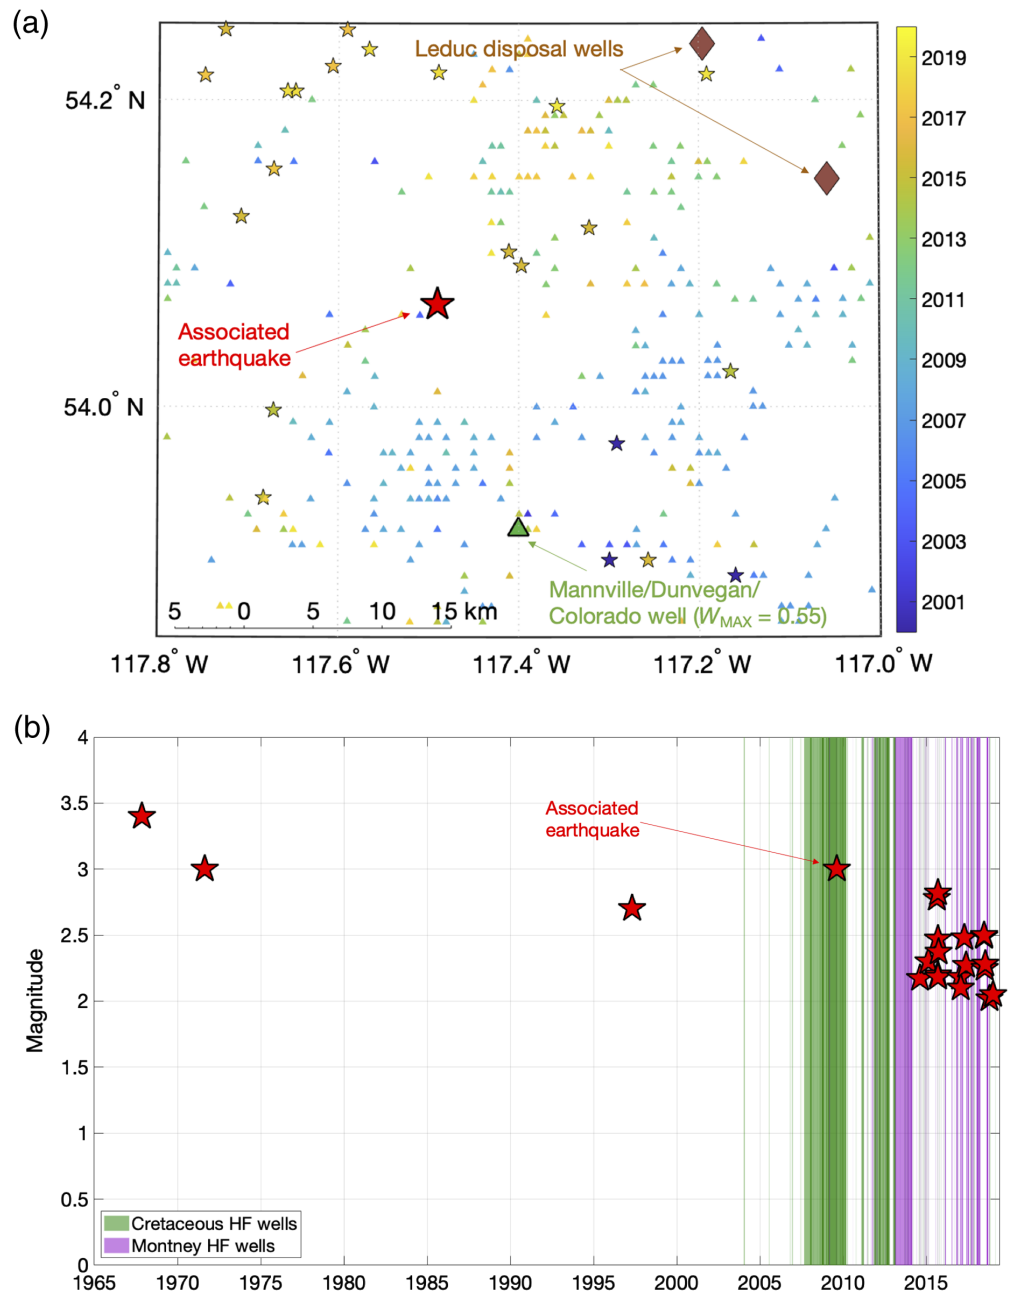 (a)
Leduc disposal wells
54.2° N
54.0° N
Associated
earthquake
Mannville/Dunvegan/
Colorado well (WMAX = 0.55)
5 0 5 10 15 km
117.8° W 117.6° W 117.4° W 117.2° W 117.0° W
2019
2017
2015
2013
2011
2009
2007
2005
2003
2001
(b)
4
3.5
3
2.5
2
1.5
1
0.5
0
Magnitude
Associated
earthquake
Cretaceous HF wells
Montney HF wells
1965 1970 1975 1980 1985 1990 1995 2000 2005 2010 2015